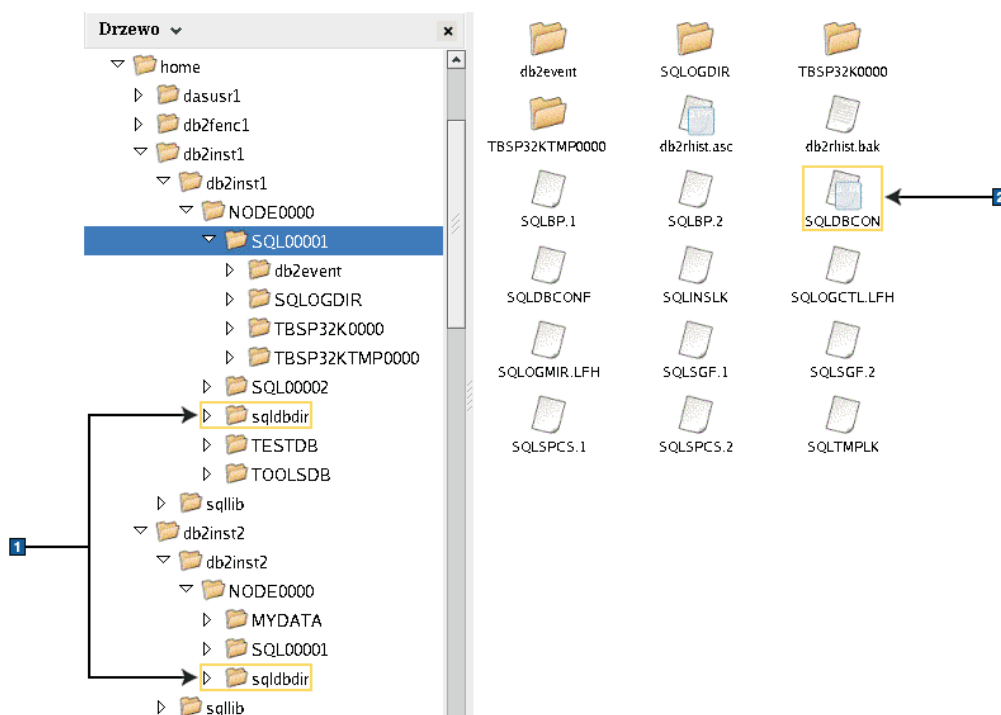 Drzewo
home
dasusr1
db2fenc1
db2inst1
db2inst1
NODE0000
SQL00001
db2event
SQLOGDIR
TBSP32K0000
TBSP32KTMP0000
SQL00002
sqldbdir
TESTDB
TOOLSDB
sqllib
db2inst2
db2inst2
NODE0000
MYDATA
SQL00001
sqldbdir
sqllib
1
db2event SQLOGDIR TBSP32K0000
TBSP32KTMP0000 db2rhist.asc db2rhist.bak
SQLBP.1 SQLBP.2 SQLDBCON
2
SQLDBCONF SQLINSLK SQLOGCTL.LFH
SQLOGMIR.LFH SQLSGF.1 SQLSGF.2
SQLSPCS.1 SQLSPCS.2 SQLTMPLK